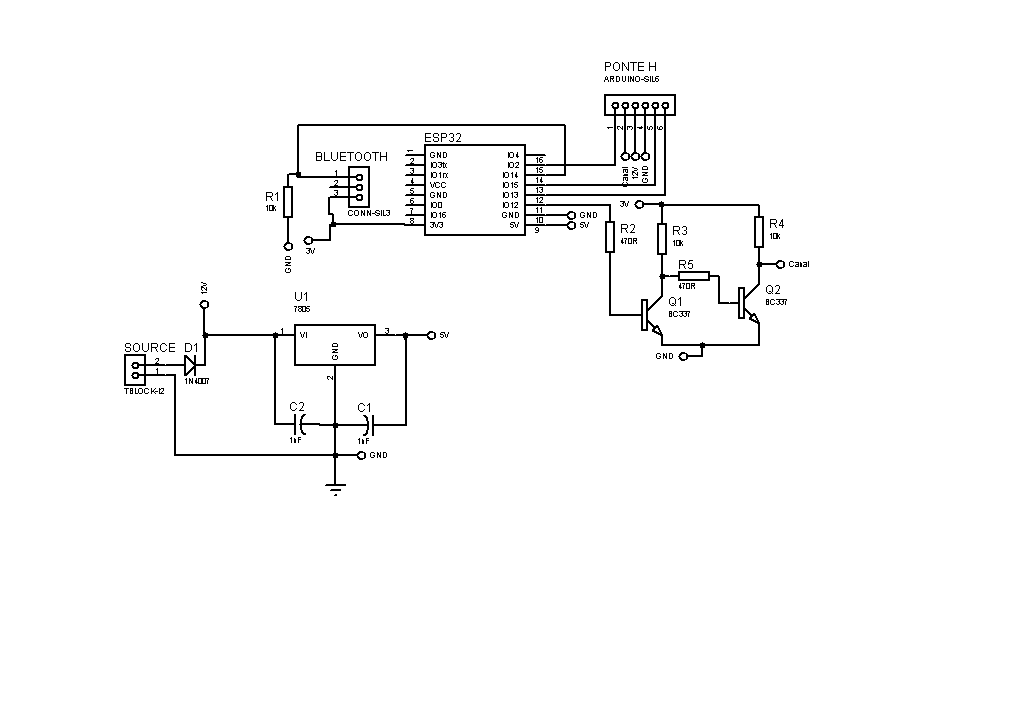 PONTE H
ARDUINO-SIL6
1
2
3
4
5
6
Canal
12V
GND
ESP32
1
GND
2
IO3tx
3
IO1rx
4
VCC
5
GND
6
IO0
7
IO16
8
3V3
IO4
16
IO2
15
IO14
14
IO15
13
IO13
12
IO12
11
GND
10
5V
9
GND
5V
BLUETOOTH
1
2
3
CONN-SIL3
R1
10k
GND
3V
3V
R2
470R
R3
10k
R4
10k
R5
470R
Canal
Q1
BC337
Q2
BC337
GND
12V
U1
7805
1
VI
VO
3
GND
2
5V
SOURCE
2
1
TBLOCK-I2
D1
1N4007
C2
1uF
C1
1uF
GND